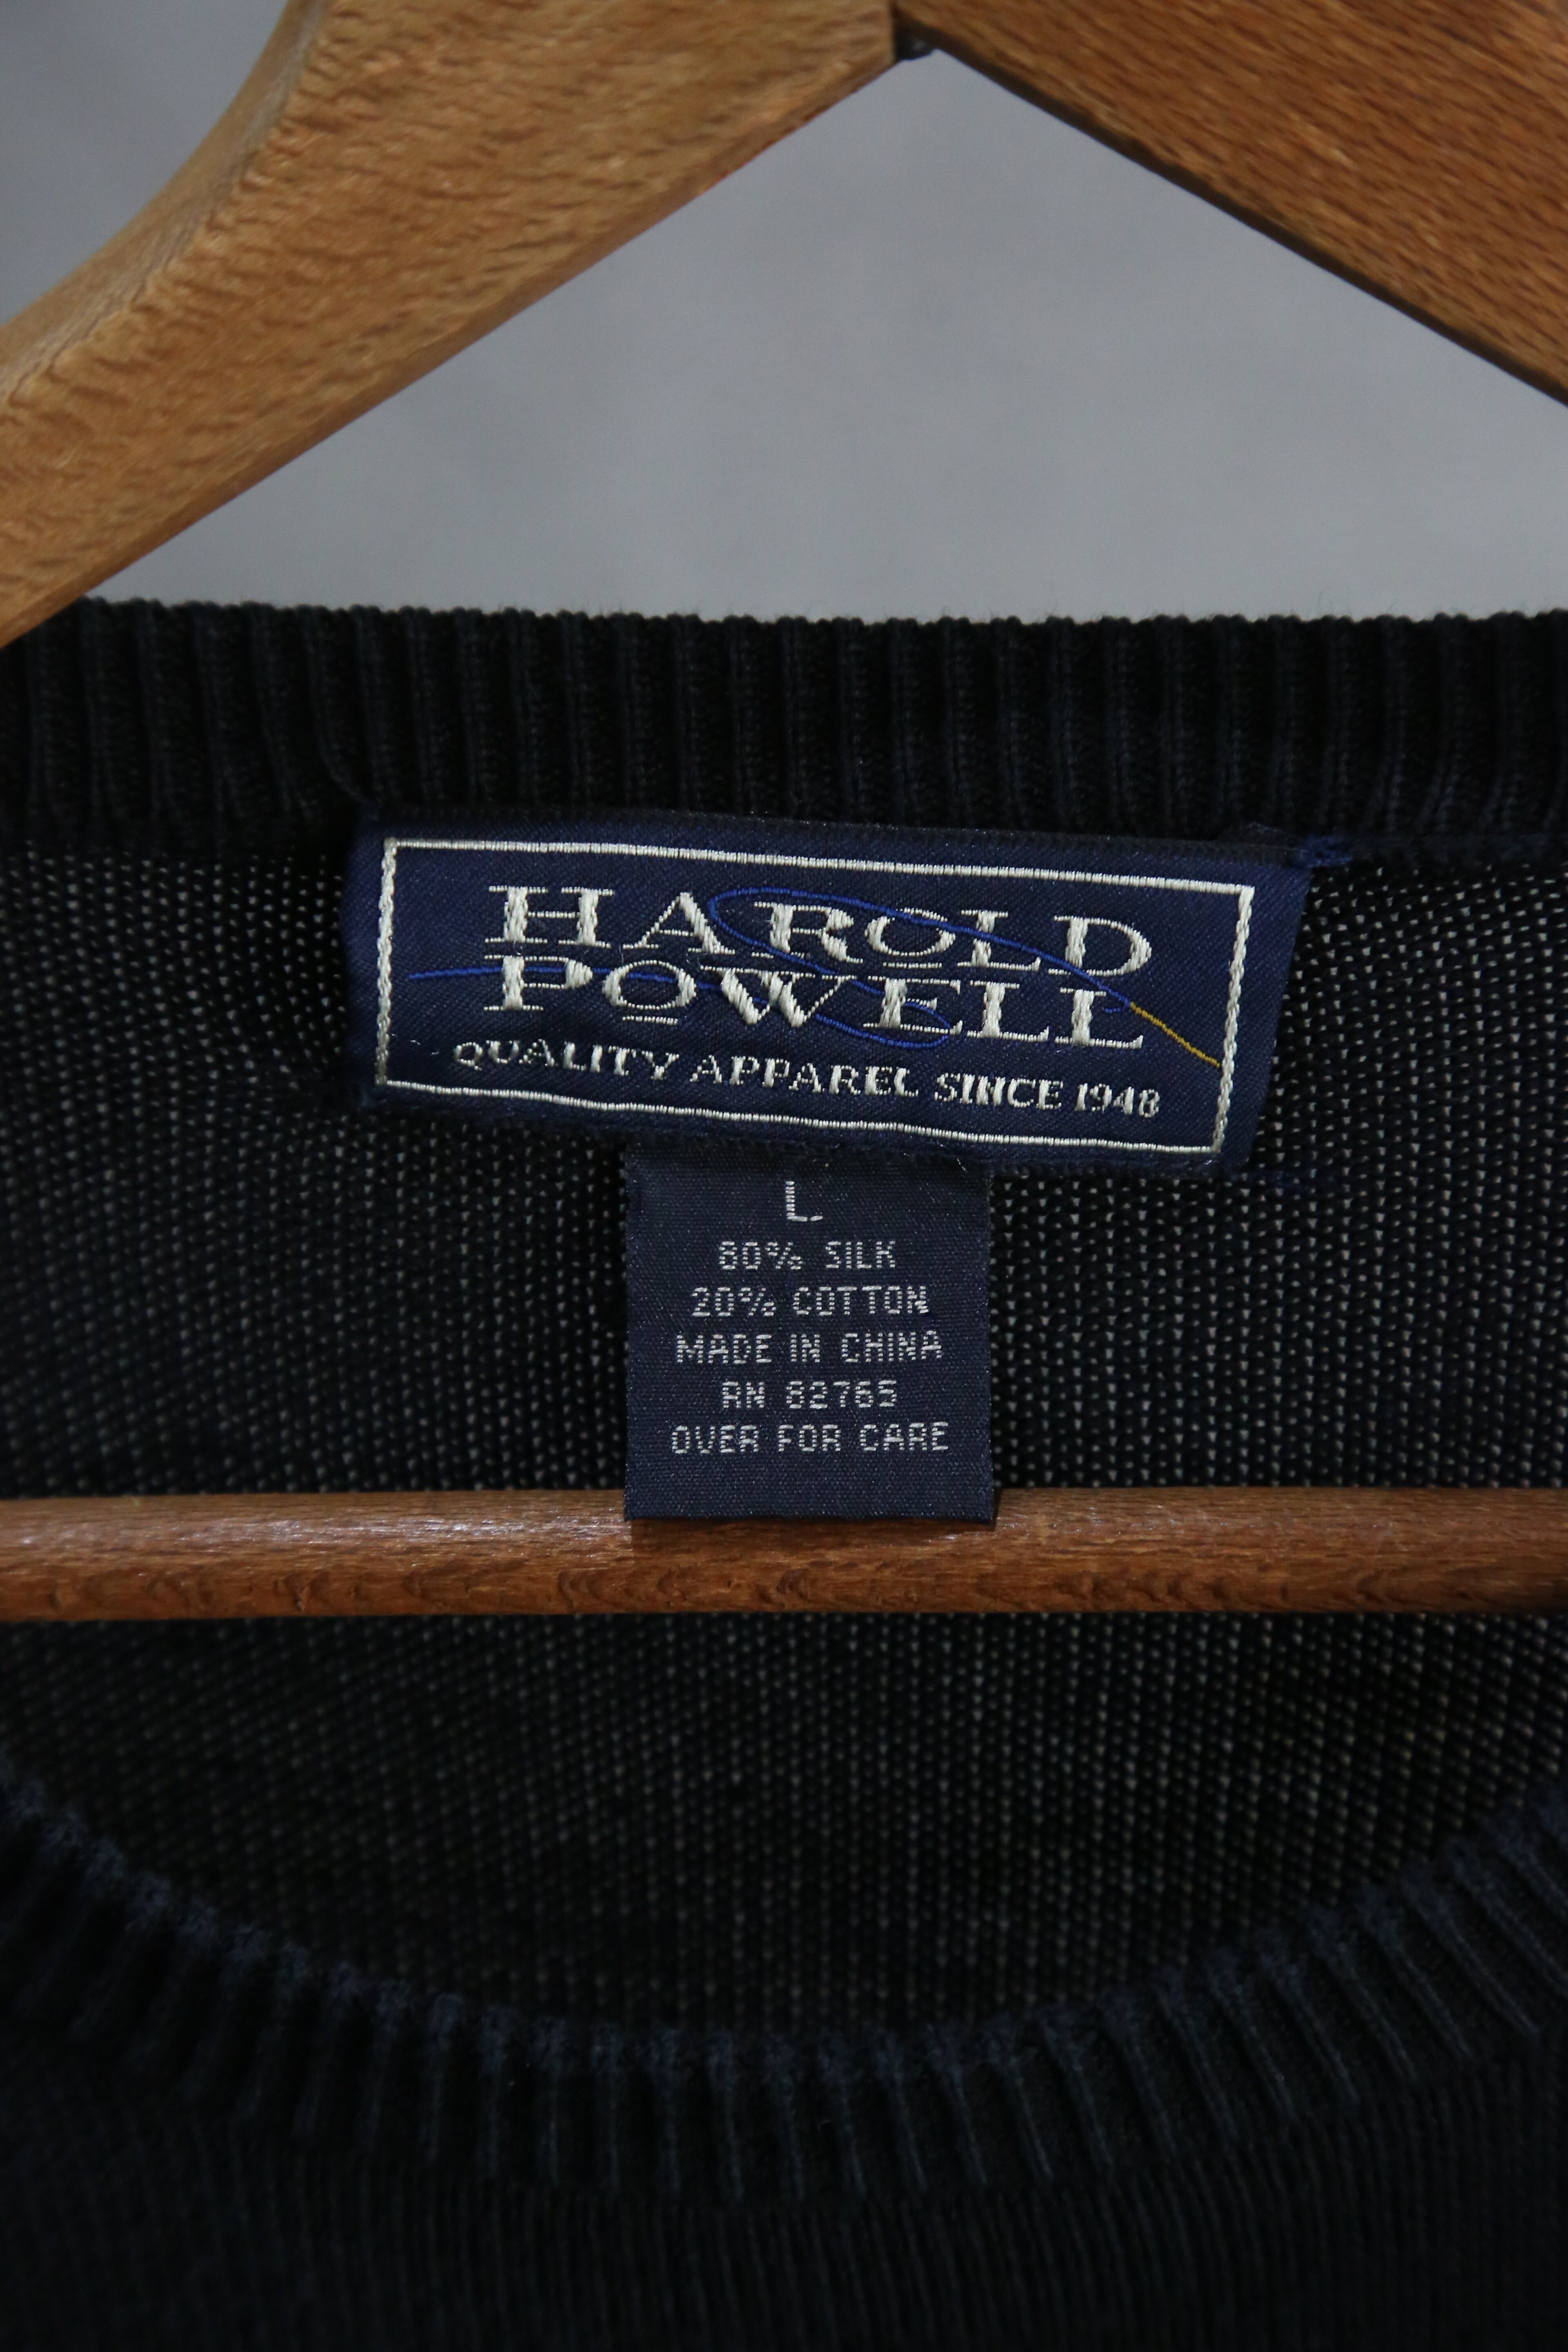 HAROLD
POWELL
QUALITY APPAREL SINCE 1948
L
80% SILK
20% COTTON
MADE IN CHINA
RN 82765
OVER FOR CARE